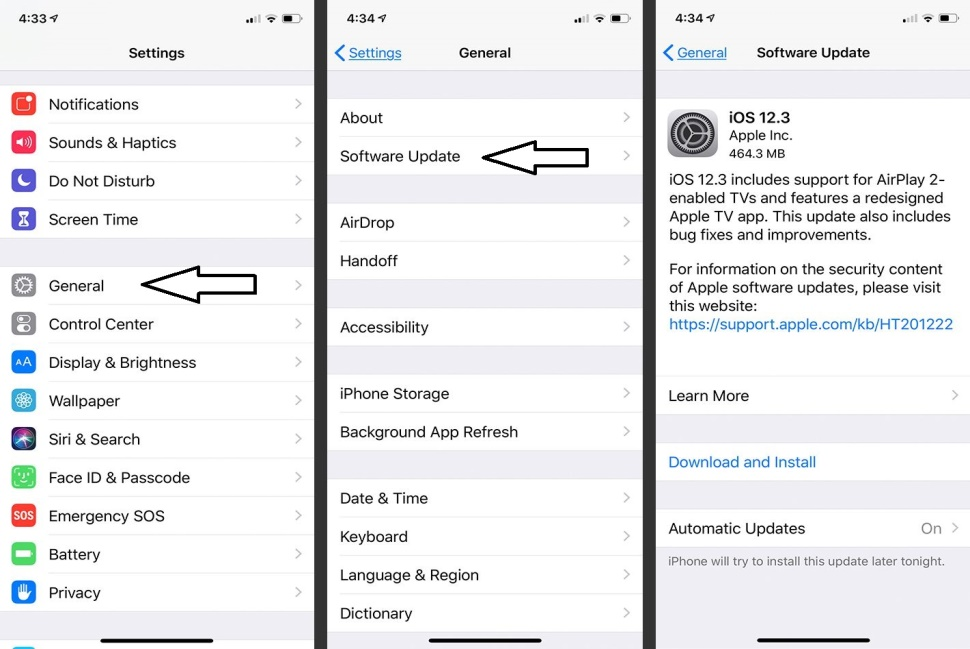 4:33
Settings
Notifications
Sounds & Haptics
Do Not Disturb
Screen Time
General
Control Center
AA
Display & Brightness
Wallpaper
Siri & Search
Face ID & Passcode
SOS
Emergency SOS
Battery
Privacy
4:34
Settings
General
About
Software Update
AirDrop
Handoff
Accessibility
iPhone Storage
Background App Refresh
Date & Time
Keyboard
Language & Region
Dictionary
4:34
General
Software Update
iOS 12.3
Apple Inc.
464.3 MB
iOS 12.3 includes support for AirPlay 2-
enabled TVs and features a redesigned
Apple TV app. This update also includes
bug fixes and improvements.
For information on the security content
of Apple software updates, please visit
this website:
https://support.apple.com/kb/HT201222
Learn More
Download and Install
Automatic Updates On
iPhone will try to install this update later tonight.